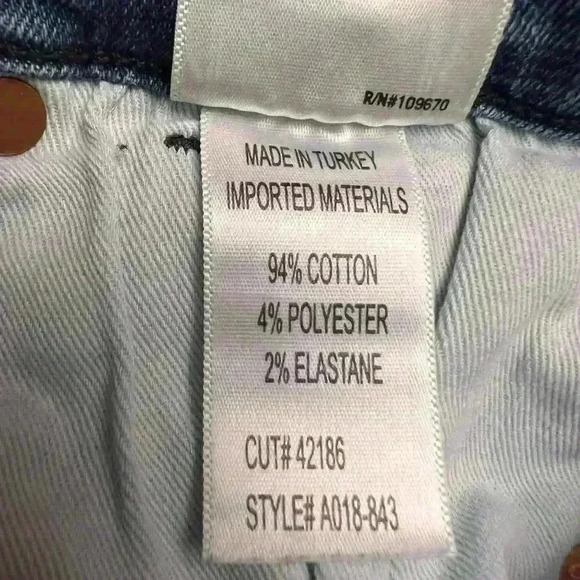 R/N#109670
MADE IN TURKEY
IMPORTED MATERIALS
94% COTTON
4% POLYESTER
2% ELASTANE
CUT# 42186
STYLE# A018-843